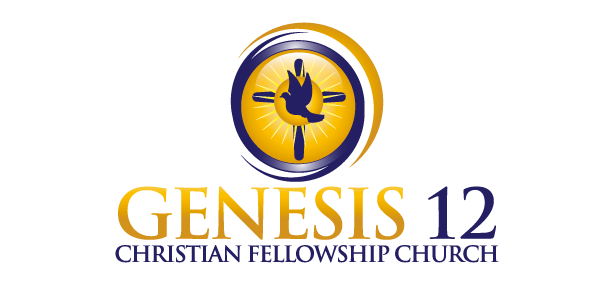 GENESIS 12
CHRISTIAN FELLOWSHIP CHURCH